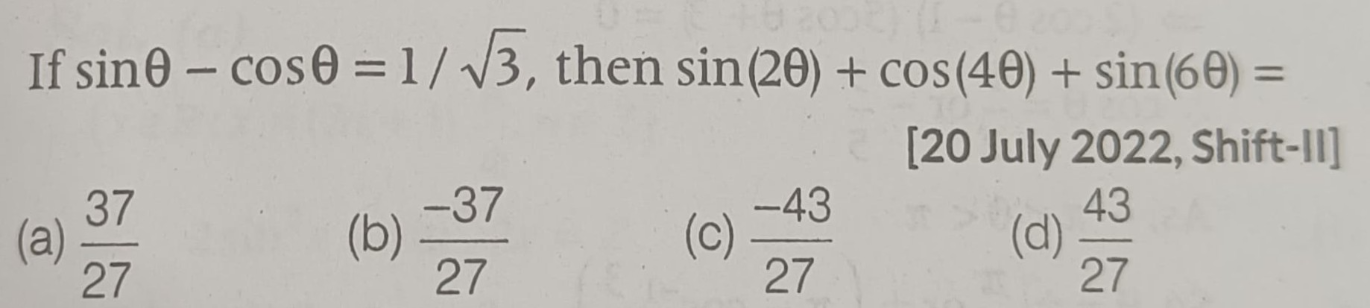 If sinθ – cosθ = 1/√3, then sin(2θ) + cos(4θ) + sin(6θ) =
[20 July 2022, Shift-II]
(a) 37/27 (b) –37/27 (c) –43/27 (d) 43/27